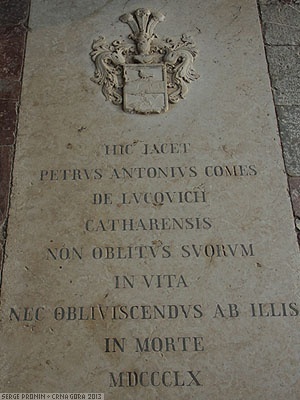 HIC IACET
PETRVS ANTONIVS COMES
DE LVCOVICH
CATHARENSIS
NON OBLITVS SVORVM
IN VITA
NEC OBLIVISCENDVS AB ILLIS
IN MORTE
MDCCCLX
SERGE PRONIN © CRNA GORA 2013